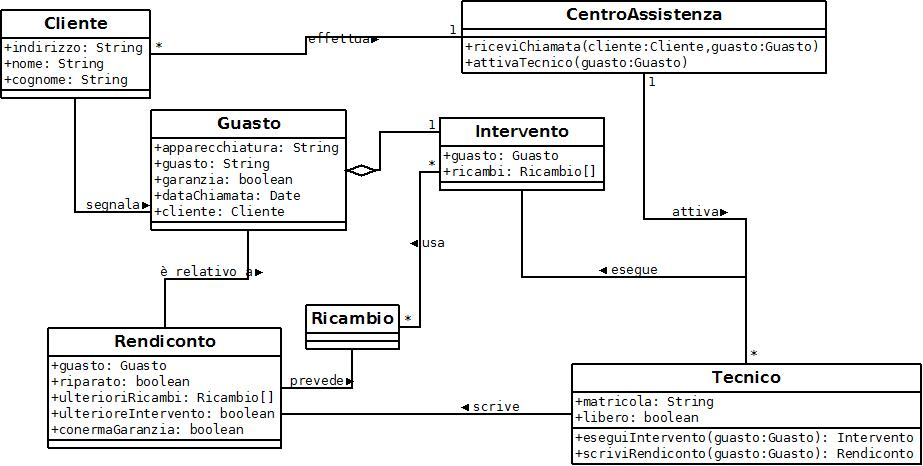 Cliente
+indirizzo: String
+nome: String
+cognome: String
*
effettua
1
CentroAssistenza
+riceviChiamata(cliente:Cliente,guasto:Guasto)
+attivaTecnico(guasto:Guasto)
1
Guasto
+apparecchiatura: String
+guasto: String
+garanzia: boolean
+dataChiamata: Date
+cliente: Cliente
1
*
Intervento
+guasto: Guasto
+ricambi: Ricambio[]
segnala
attiva
usa
è relativo a
esegue
Ricambio
*
Rendiconto
+guasto: Guasto
+riparato: boolean
+ulterioriRicambi: Ricambio[]
+ulterioreIntervento: boolean
+conermaGaranzia: boolean
prevede
scrive
*
Tecnico
+matricola: String
+libero: boolean
+eseguiIntervento(guasto:Guasto): Intervento
+scriviRendiconto(guasto:Guasto): Rendiconto